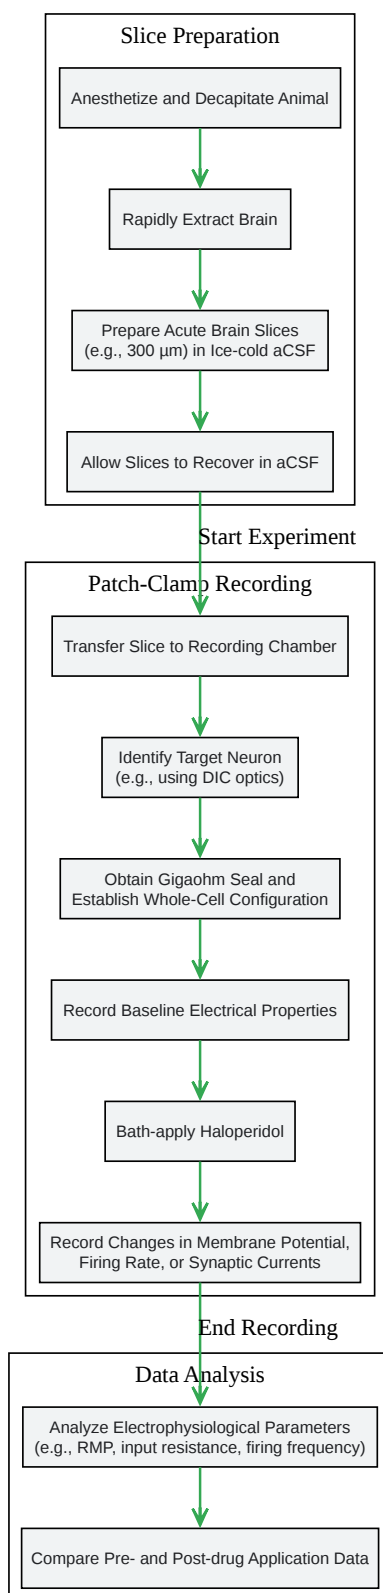 Slice Preparation
Anesthetize and Decapitate Animal
Rapidly Extract Brain
Prepare Acute Brain Slices
(e.g., 300 µm) in Ice-cold aCSF
Allow Slices to Recover in aCSF
Start Experiment
Patch-Clamp Recording
Transfer Slice to Recording Chamber
Identify Target Neuron
(e.g., using DIC optics)
Obtain Gigaohm Seal and
Establish Whole-Cell Configuration
Record Baseline Electrical Properties
Bath-apply Haloperidol
Record Changes in Membrane Potential,
Firing Rate, or Synaptic Currents
End Recording
Data Analysis
Analyze Electrophysiological Parameters
(e.g., RMP, input resistance, firing frequency)
Compare Pre- and Post-drug Application Data